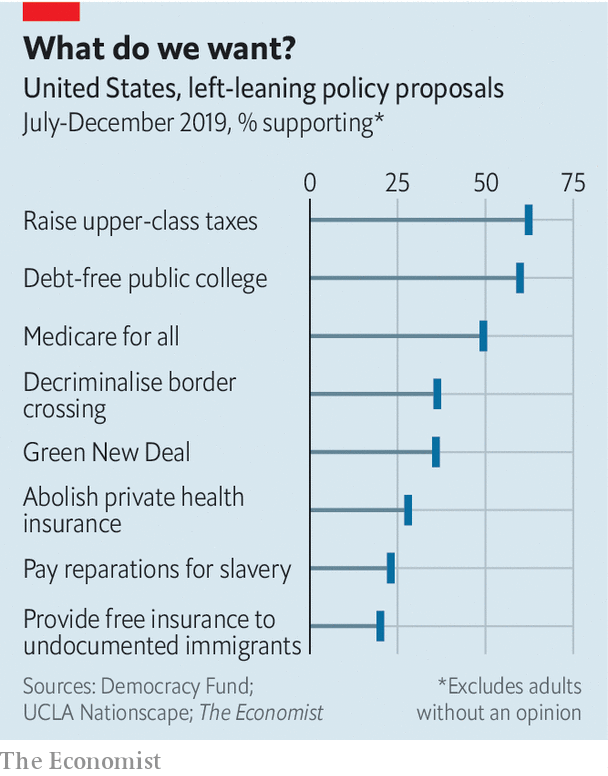 What do we want?
United States, left-leaning policy proposals
July-December 2019, % supporting*
0 25 50 75
Raise upper-class taxes
Debt-free public college
Medicare for all
Decriminalise border
crossing
Green New Deal
Abolish private health
insurance
Pay reparations for slavery
Provide free insurance to
undocumented immigrants
Sources: Democracy Fund;
UCLA Nationscape; The Economist
*Excludes adults
without an opinion
The Economist